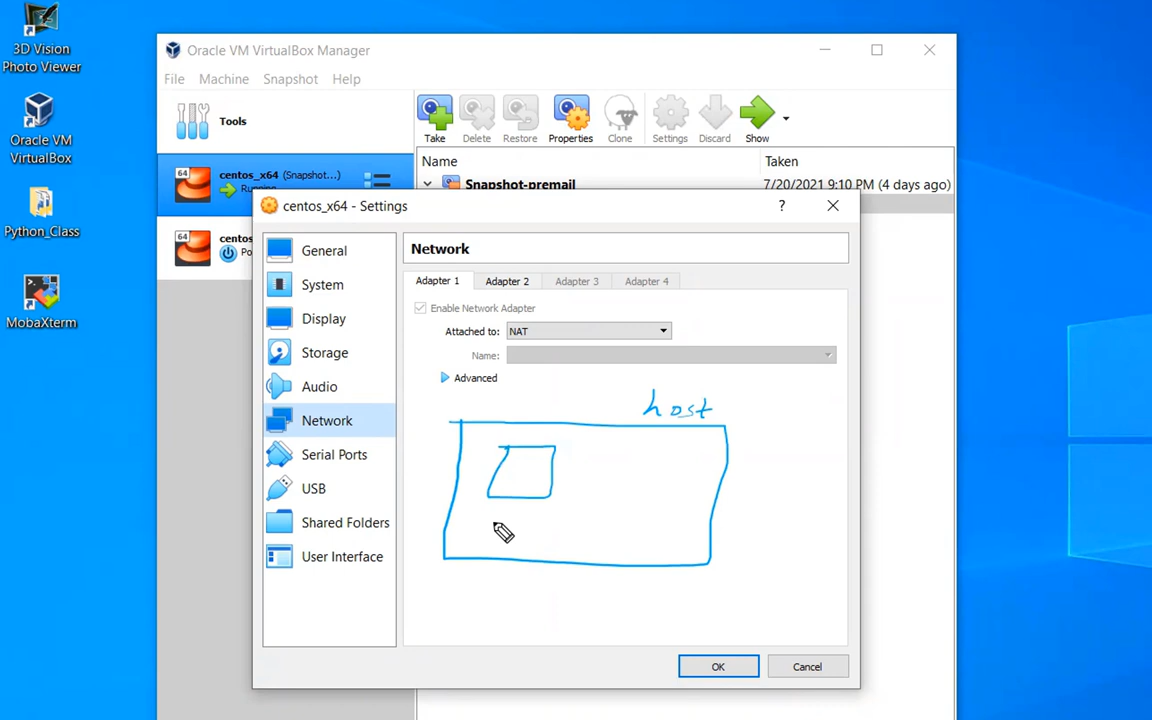 3D Vision
Photo Viewer
Oracle VM
VirtualBox
Python_Class
MobaXterm
Oracle VM VirtualBox Manager
File Machine Snapshot Help
Tools
Take Delete Restore Properties Clone Settings Discard Show
Name Taken
64 centos_x64 (Snapshot...)
Running
Snapshot-premail 7/20/2021 9:10 PM (4 days ago)
64
centos_x64 - Settings ?
General
System
Display
Storage
Audio
Network
Serial Ports
USB
Shared Folders
User Interface
Network
Adapter 1 Adapter 2 Adapter 3 Adapter 4
Enable Network Adapter
Attached to: NAT
Name:
Advanced
host
OK Cancel